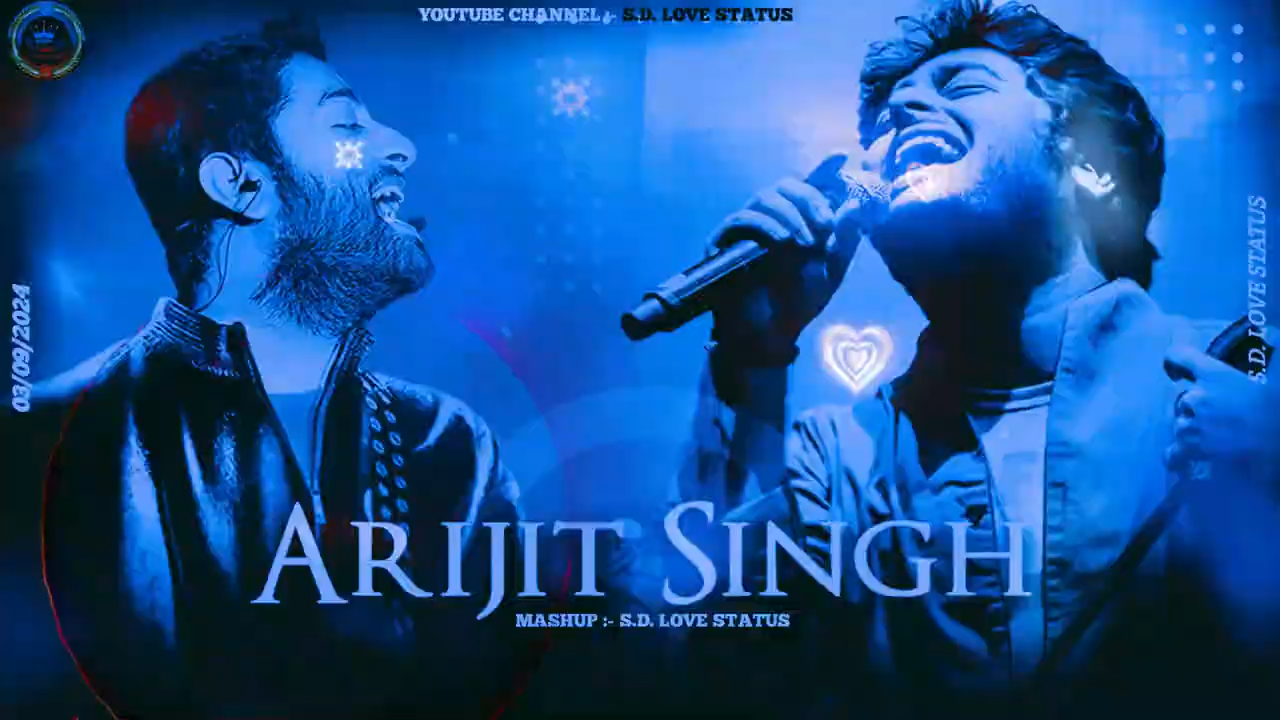 YOUTUBE CHANNEL :- S.D. LOVE STATUS
03/09/2024
S.D. LOVE STATUS
ARIJIT SINGH
MASHUP :- S.D. LOVE STATUS